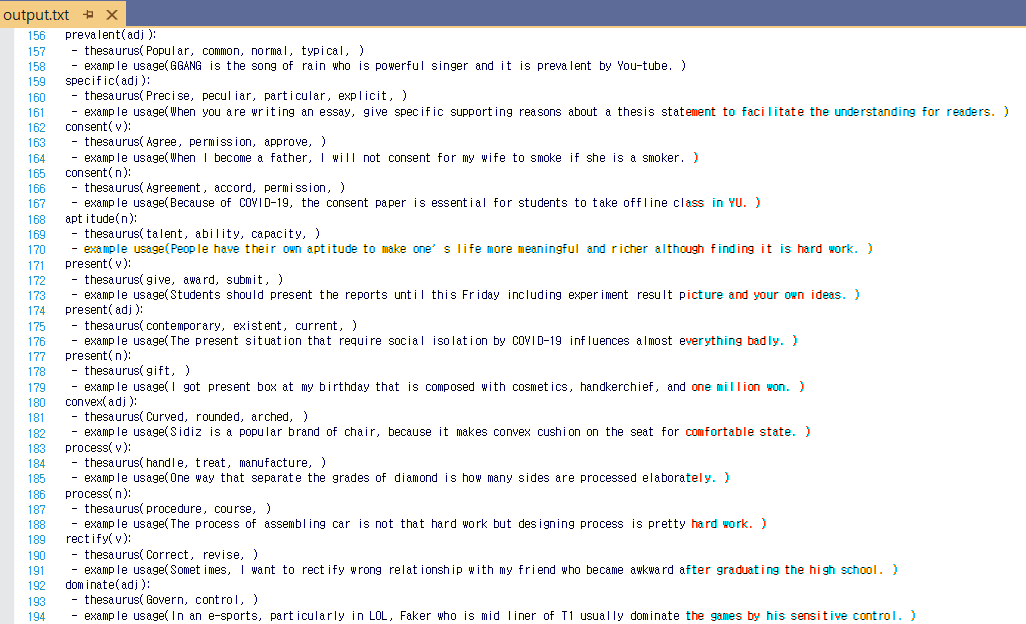 output.txt
156 prevalent(adj):
157 - thesaurus(Popular, common, normal, typical, )
158 - example usage(GGANG is the song of rain who is powerful singer and it is prevalent by You-tube. )
159 specific(adj):
160 - thesaurus(Precise, peculiar, particular, explicit, )
161 - example usage(When you are writing an essay, give specific supporting reasons about a thesis statement to facilitate the understanding for readers. )
162 consent(v):
163 - thesaurus(Agree, permission, approve, )
164 - example usage(When I become a father, I will not consent for my wife to smoke if she is a smoker. )
165 consent(n):
166 - thesaurus(Agreement, accord, permission, )
167 - example usage(Because of COVID-19, the consent paper is essential for students to take offline class in YU. )
168 aptitude(n):
169 - thesaurus(talent, ability, capacity, )
170 - example usage(People have their own aptitude to make one’s life more meaningful and richer although finding it is hard work. )
171 present(v):
172 - thesaurus(give, award, submit, )
173 - example usage(Students should present the reports until this Friday including experiment result picture and your own ideas. )
174 present(adj):
175 - thesaurus(contemporary, existent, current, )
176 - example usage(The present situation that require social isolation by COVID-19 influences almost everything badly. )
177 present(n):
178 - thesaurus(gift, )
179 - example usage(I got present box at my birthday that is composed with cosmetics, handkerchief, and one million won. )
180 convex(adj):
181 - thesaurus(Curved, rounded, arched, )
182 - example usage(Sidiz is a popular brand of chair, because it makes convex cushion on the seat for comfortable state. )
183 process(v):
184 - thesaurus(handle, treat, manufacture, )
185 - example usage(One way that separate the grades of diamond is how many sides are processed elaborately. )
186 process(n):
187 - thesaurus(procedure, course, )
188 - example usage(The process of assembling car is not that hard work but designing process is pretty hard work. )
189 rectify(v):
190 - thesaurus(Correct, revise, )
191 - example usage(Sometimes, I want to rectify wrong relationship with my friend who became awkward after graduating the high school. )
192 dominate(adj):
193 - thesaurus(Govern, control, )
194 - example usage(In an e-sports, particularly in LOL, Faker who is mid liner of T1 usually dominate the games by his sensitive control. )